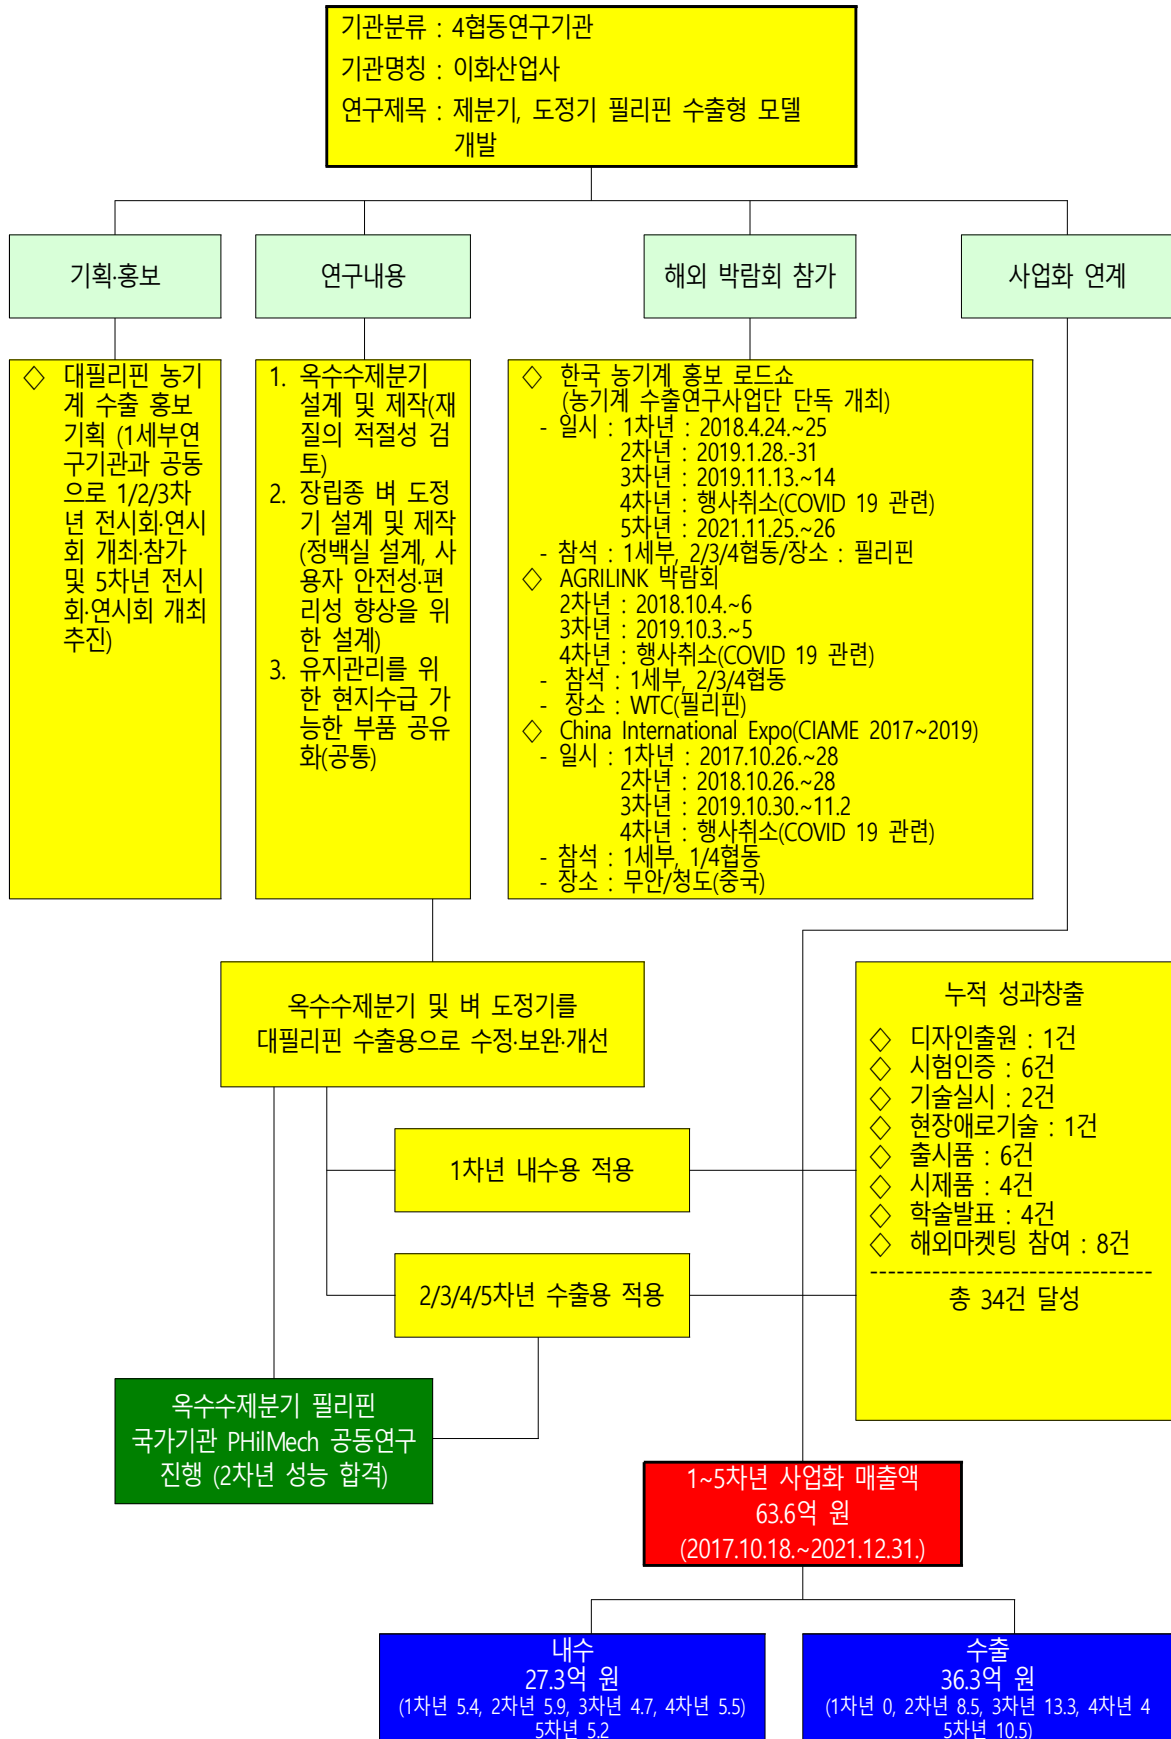 기관분류 : 4협동연구기관
기관명칭 : 이화산업사
연구제목 : 제분기, 도정기 필리핀 수출형 모델
개발
기획·홍보
연구내용
해외 박람회 참가
사업화 연계
◇ 대필리핀 농기
계 수출 홍보
기획 (1세부연
구기관과 공동
으로 1/2/3차
년 전시회·연시
회 개최·참가
및 5차년 전시
회·연시회 개최
추진)
1. 옥수수제분기
설계 및 제작(재
질의 적절성 검
토)
2. 장립종 벼 도정
기 설계 및 제작
(정백실 설계, 사
용자 안전성·편
리성 향상을 위
한 설계)
3. 유지관리를 위
한 현지수급 가
능한 부품 공유
화(공통)
◇ 한국 농기계 홍보 로드쇼
(농기계 수출연구사업단 단독 개최)
- 일시 : 1차년 : 2018.4.24.~25
2차년 : 2019.1.28.-31
3차년 : 2019.11.13.~14
4차년 : 행사취소(COVID 19 관련)
5차년 : 2021.11.25.~26
- 참석 : 1세부, 2/3/4협동/장소 : 필리핀
◇ AGRILINK 박람회
2차년 : 2018.10.4.~6
3차년 : 2019.10.3.~5
4차년 : 행사취소(COVID 19 관련)
- 참석 : 1세부, 2/3/4협동
- 장소 : WTC(필리핀)
◇ China International Expo(CIAME 2017~2019)
- 일시 : 1차년 : 2017.10.26.~28
2차년 : 2018.10.26.~28
3차년 : 2019.10.30.~11.2
4차년 : 행사취소(COVID 19 관련)
- 참석 : 1세부, 1/4협동
- 장소 : 무안/청도(중국)
옥수수제분기 및 벼 도정기를
대필리핀 수출용으로 수정·보완·개선
1차년 내수용 적용
2/3/4/5차년 수출용 적용
옥수수제분기 필리핀
국가기관 PHilMech 공동연구
진행 (2차년 성능 합격)
누적 성과창출
◇ 디자인출원 : 1건
◇ 시험인증 : 6건
◇ 기술실시 : 2건
◇ 현장애로기술 : 1건
◇ 출시품 : 6건
◇ 시제품 : 4건
◇ 학술발표 : 4건
◇ 해외마켓팅 참여 : 8건
--------------------------------
총 34건 달성
1~5차년 사업화 매출액
63.6억 원
(2017.10.18.~2021.12.31.)
내수
27.3억 원
(1차년 5.4, 2차년 5.9, 3차년 4.7, 4차년 5.5)
5차년 5.2
수출
36.3억 원
(1차년 0, 2차년 8.5, 3차년 13.3, 4차년 4
5차년 10.5)